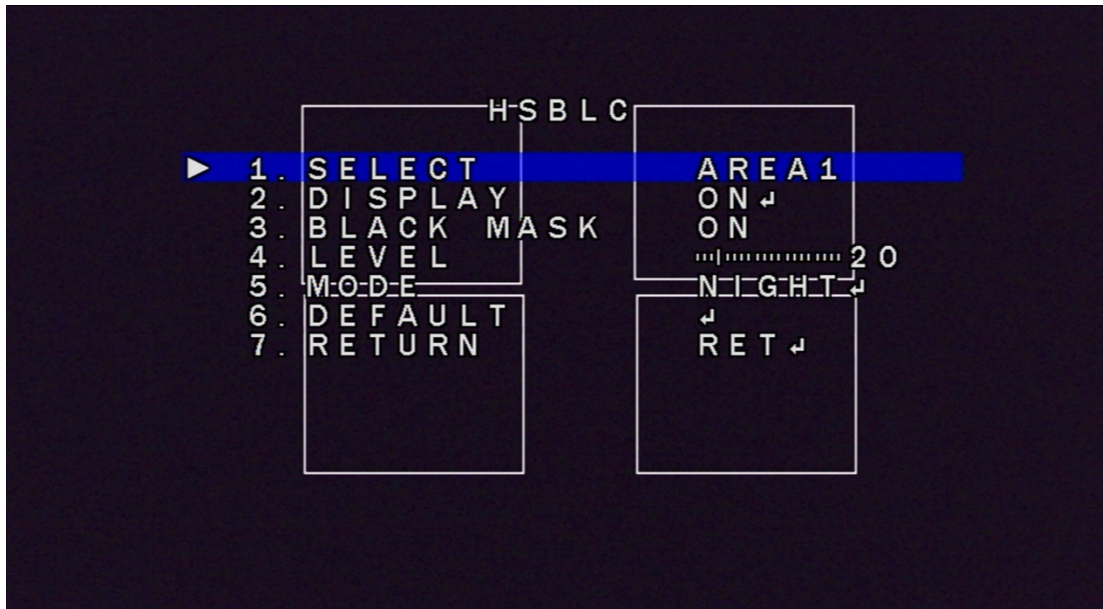 HSBLC
1. SELECT AREA1
2. DISPLAY ON↲
3. BLACK MASK ON
4. LEVEL 20
5. MODE NIGHT↲
6. DEFAULT ↲
7. RETURN RET↲